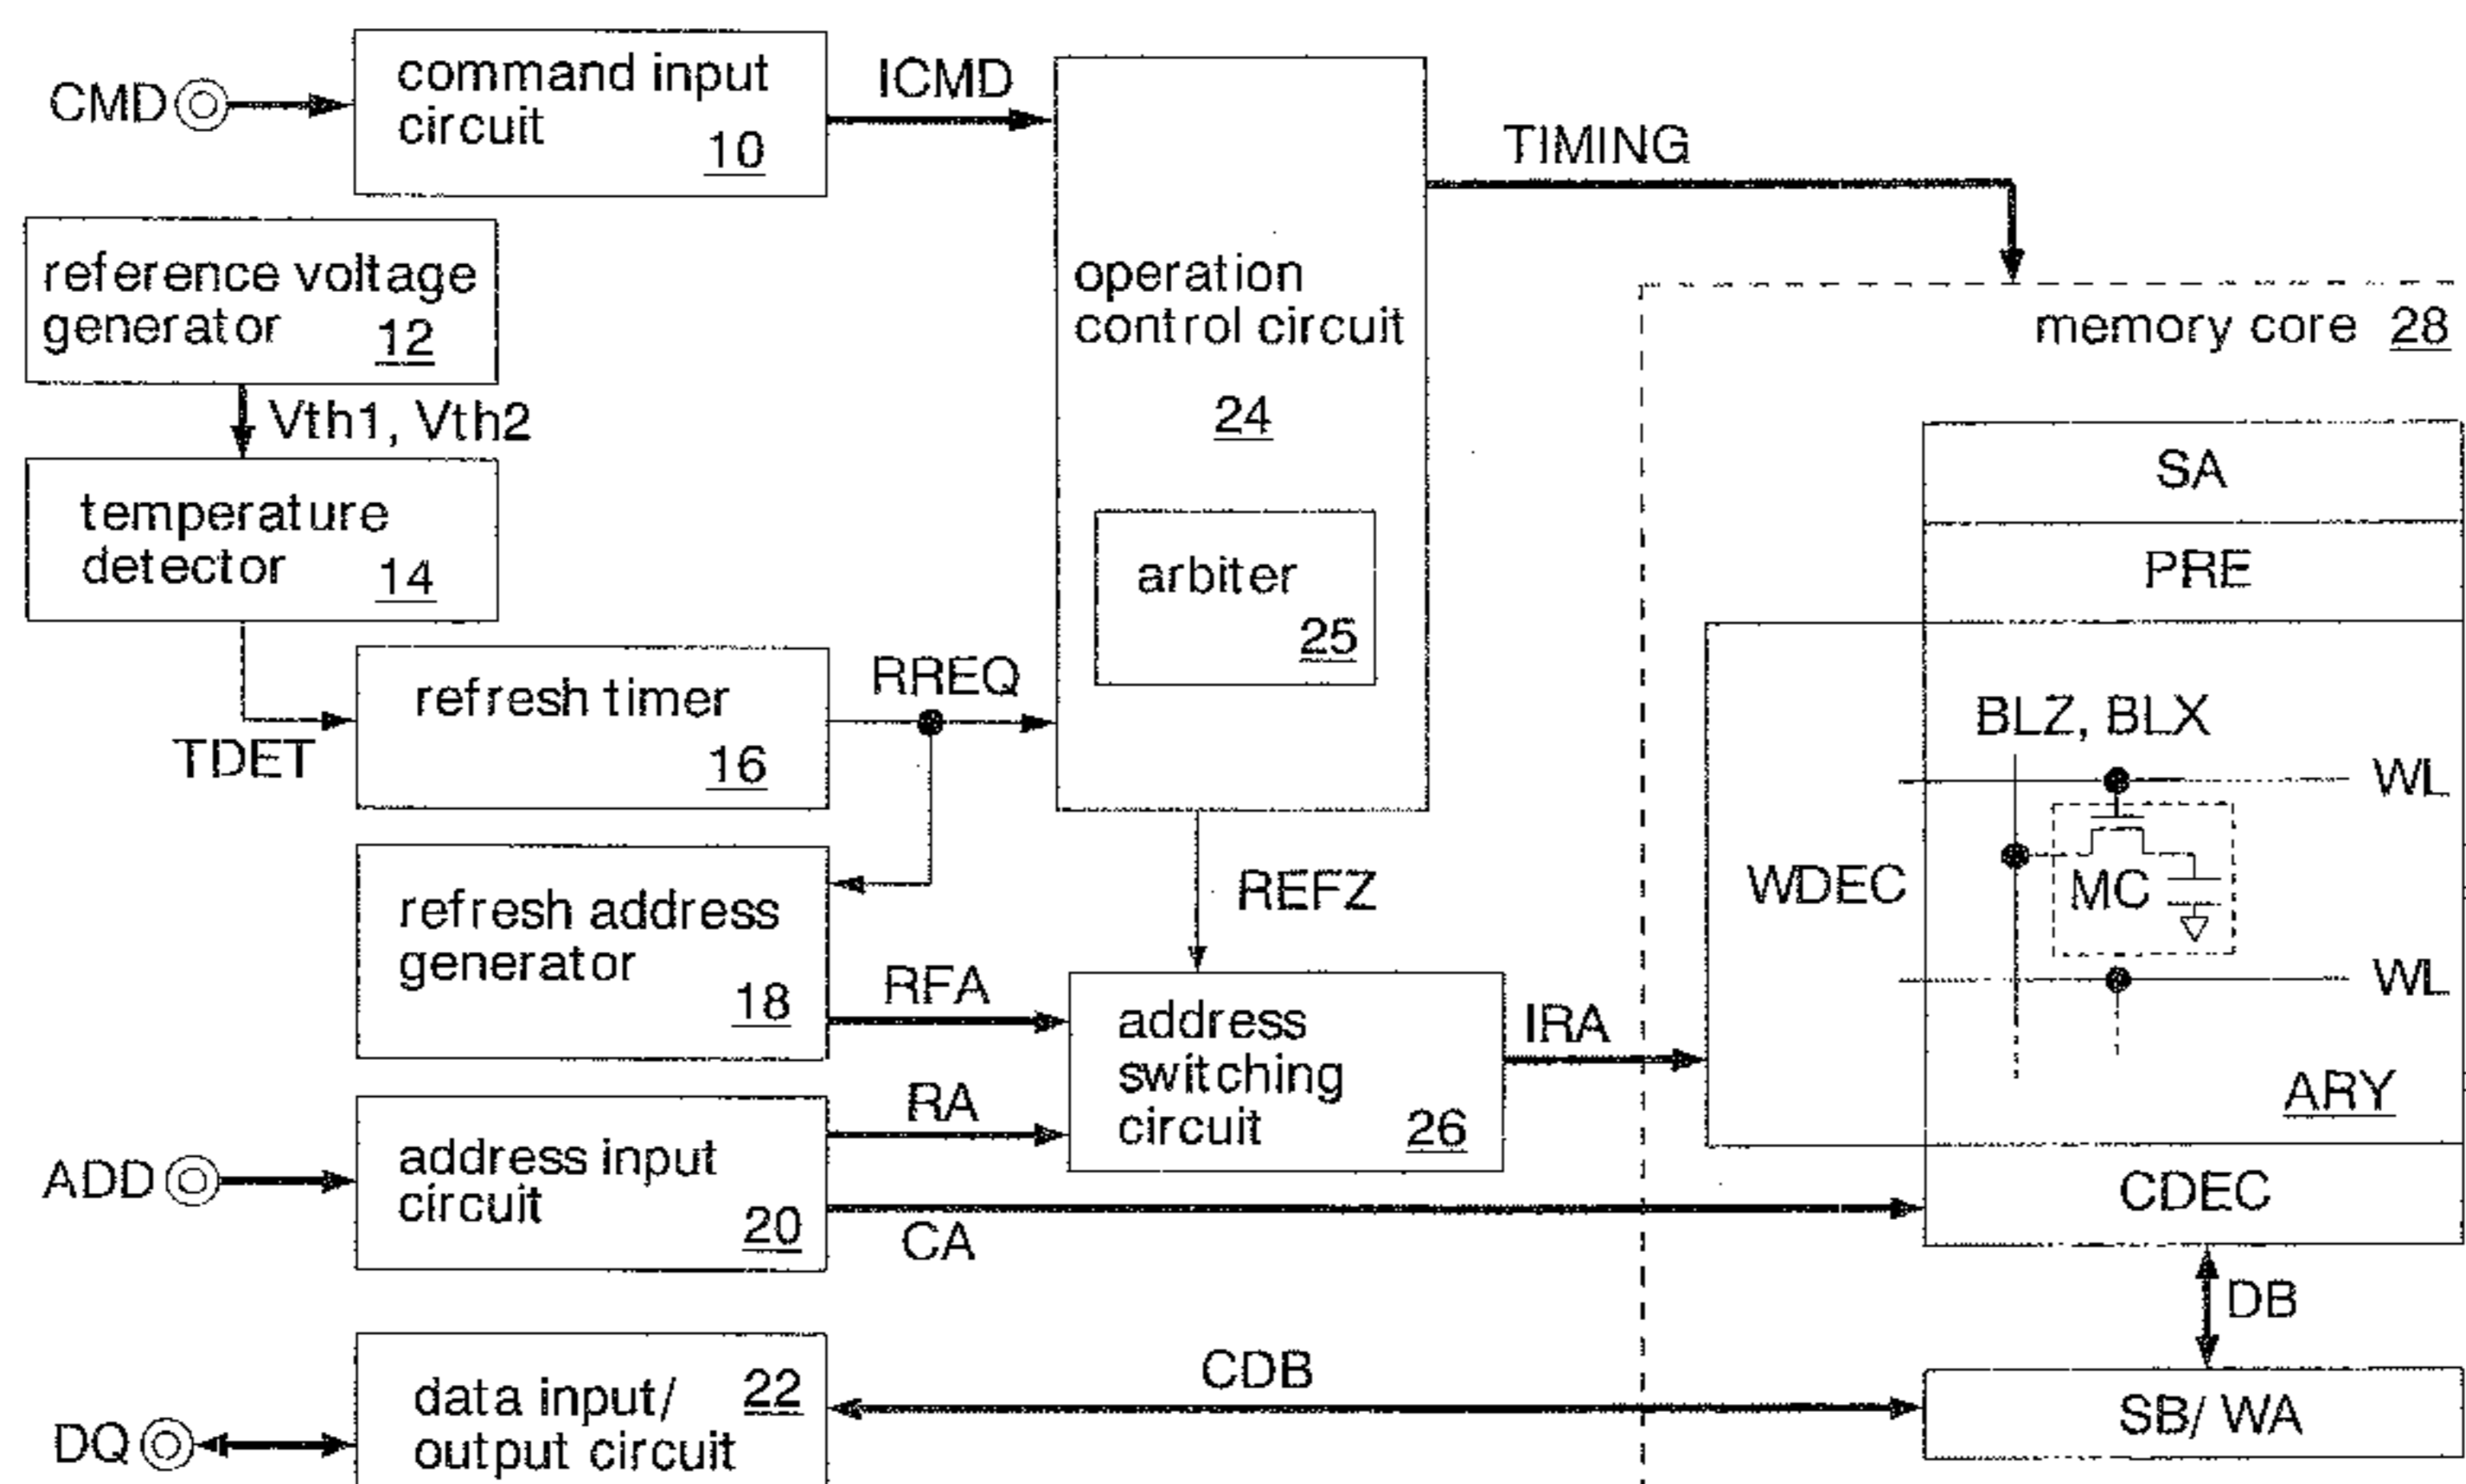 CMD
command input
circuit
10
ICMD
TIMING
reference voltage
generator
12
operation
control circuit
24
memory core 28
Vth1, Vth2
temperature
detector
14
arbiter
25
SA
PRE
refresh timer
16
TDET
RREQ
BLZ, BLX
WL
WDEC
MC
WL
ARY
refresh address
generator
18
REFZ
RFA
address
switching
circuit
26
IRA
RA
ADD
address input
circuit
20
CA
CDEC
DB
DQ
data input/
output circuit
22
CDB
SB/ WA